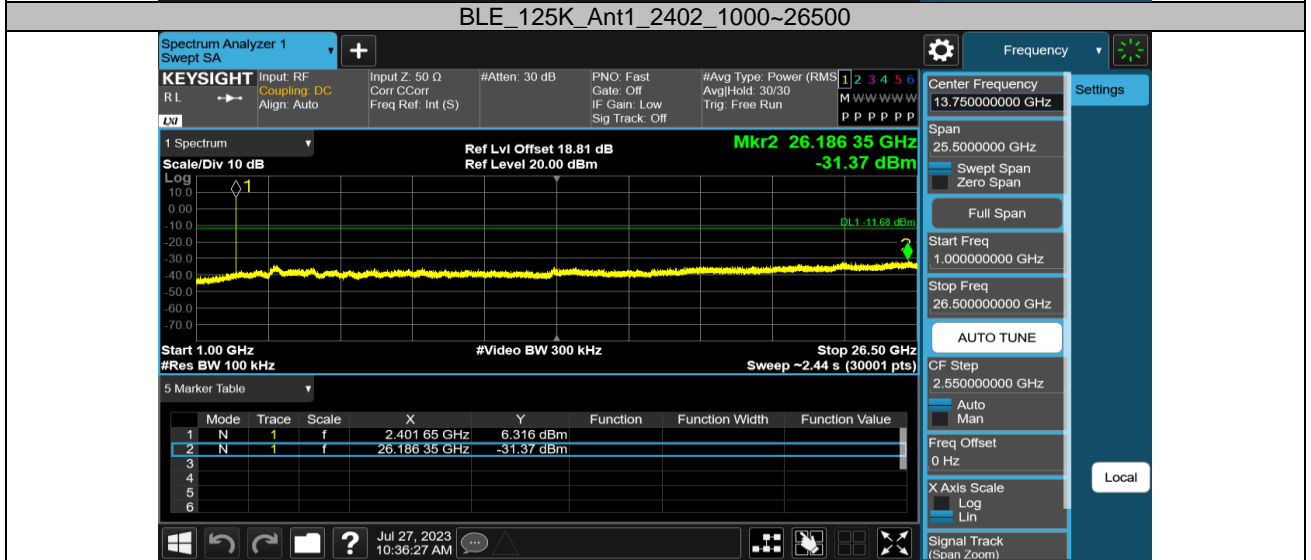 BLE_125K_Ant1_2402_1000~26500
Spectrum Analyzer 1
Swept SA
Frequency
KEYSIGHT
RL
LXI
Input: RF
Coupling: DC
Align: Auto
Input Z: 50 Ω
Corr CCorr
Freq Ref: Int (S)
#Atten: 30 dB
PNO: Fast
Gate: Off
IF Gain: Low
Sig Track: Off
#Avg Type: Power (RMS
Avg|Hold: 30/30
Trig: Free Run
1 2 3 4 5 6
M W W W W W
P P P P P P
1 Spectrum
Scale/Div 10 dB
Ref Lvl Offset 18.81 dB
Ref Level 20.00 dBm
Mkr2 26.186 35 GHz
-31.37 dBm
Log
10.0
0.00
-10.0
-20.0
-30.0
-40.0
-50.0
-60.0
-70.0
1
DL1 -11.68 dBm
2
Start 1.00 GHz
#Res BW 100 kHz
#Video BW 300 kHz
Stop 26.50 GHz
Sweep ~2.44 s (30001 pts)
5 Marker Table
Mode Trace Scale X Y Function Function Width Function Value
1 N 1 f 2.401 65 GHz 6.316 dBm
2 N 1 f 26.186 35 GHz -31.37 dBm
3
4
5
6
?
Jul 27, 2023
10:36:27 AM
Center Frequency
13.750000000 GHz
Settings
Span
25.5000000 GHz
Swept Span
Zero Span
Full Span
Start Freq
1.000000000 GHz
Stop Freq
26.500000000 GHz
AUTO TUNE
CF Step
2.550000000 GHz
Auto
Man
Freq Offset
0 Hz
X Axis Scale
Log
Lin
Local
Signal Track
(Span Zoom)